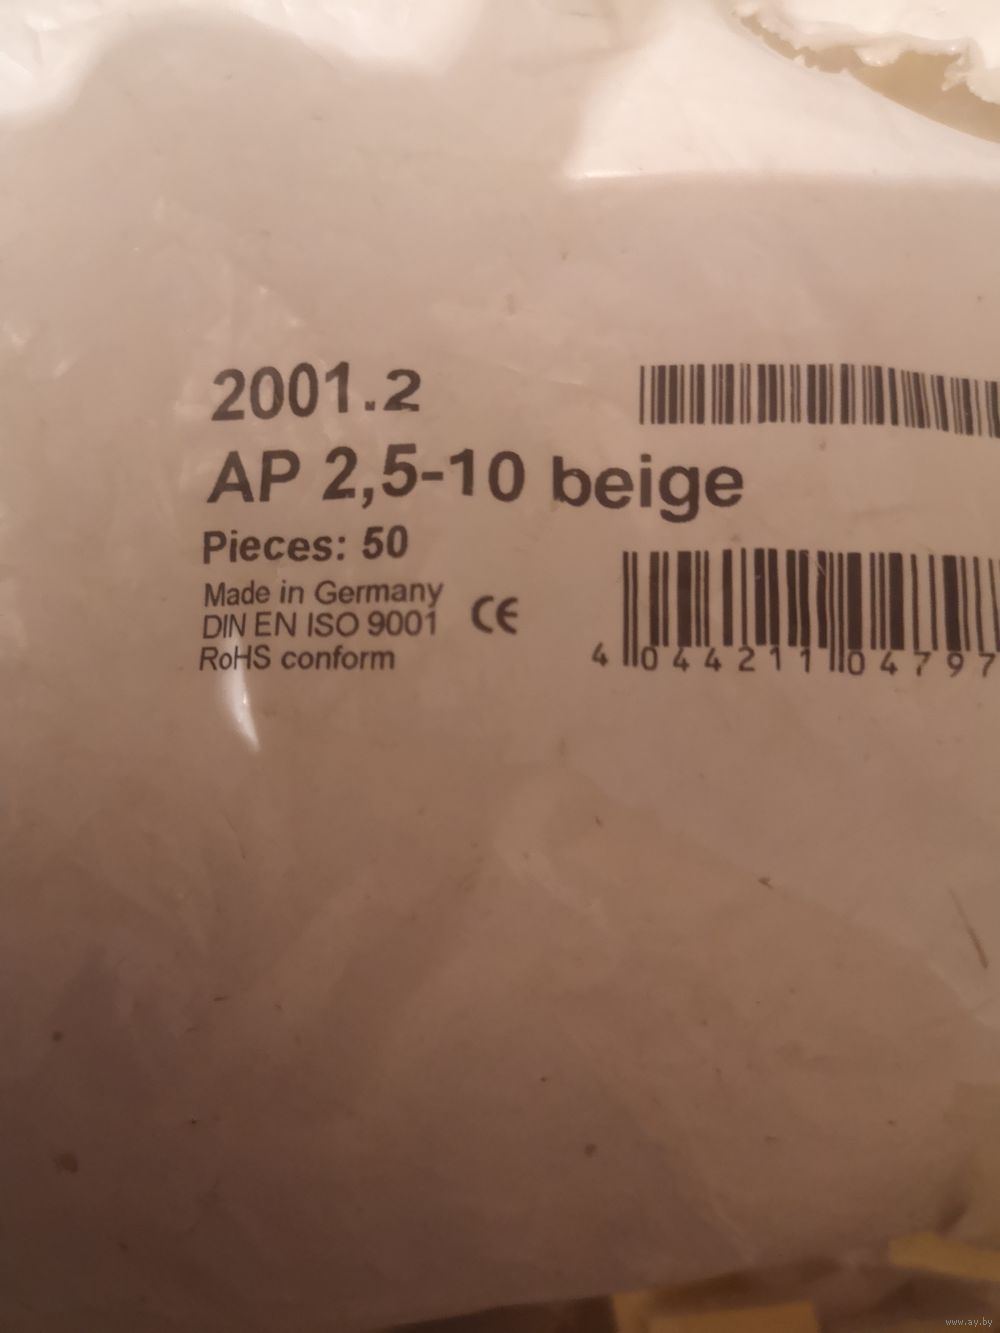 2001.2
AP 2,5-10 beige
Pieces: 50
Made in Germany
DIN EN ISO 9001
RoHS conform
CE
4 044211 04797
www.ay.by